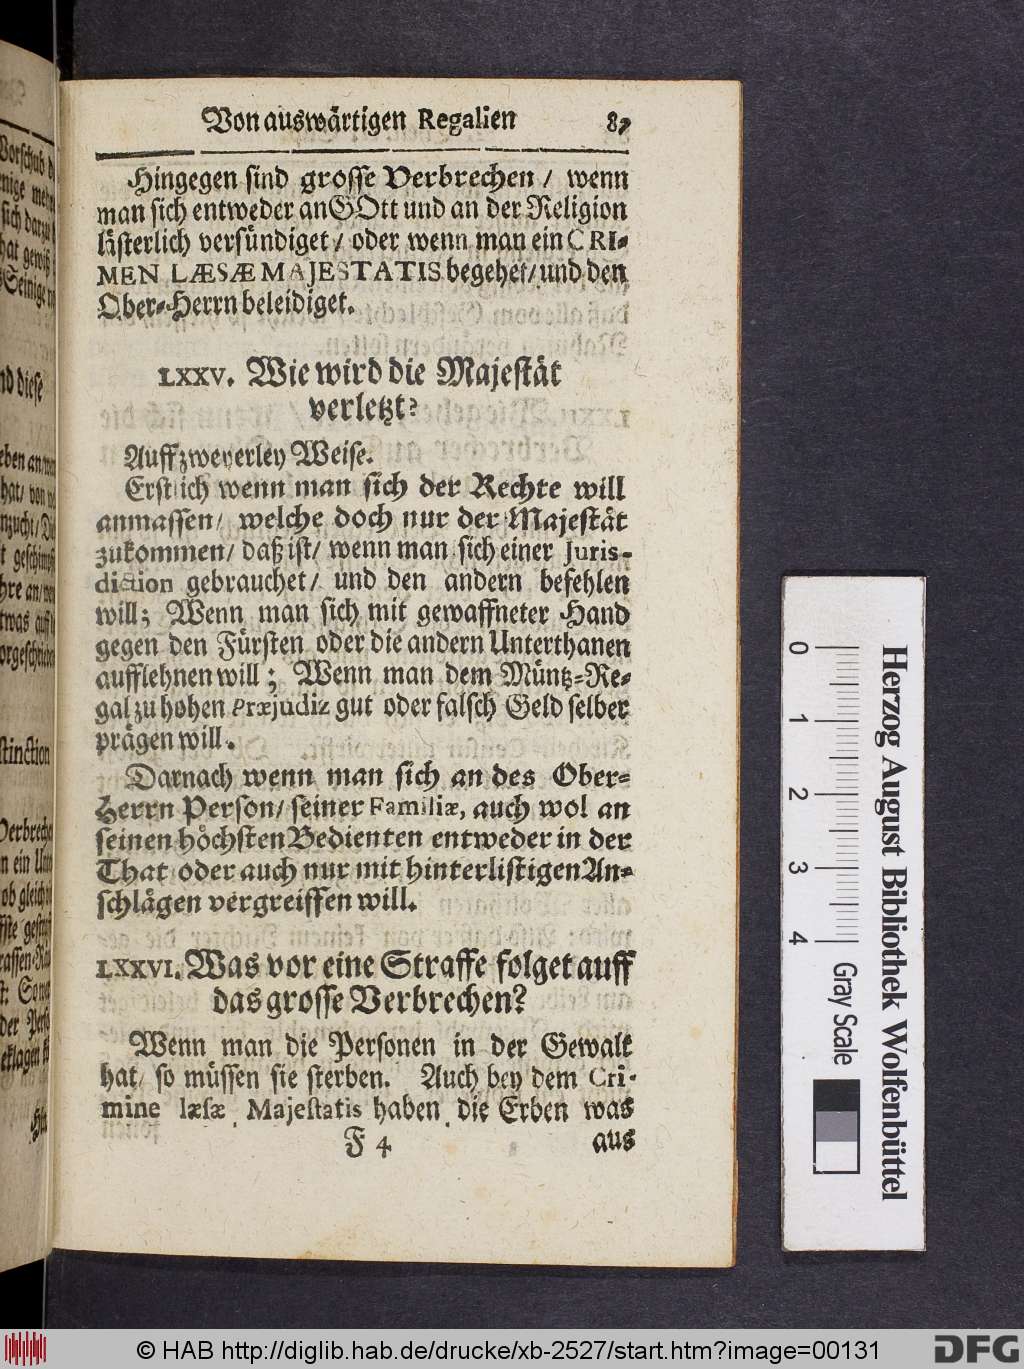 Von auswärtigen Regalien 87
Hingegen sind grosse Verbrechen / wenn
man sich entweder an GOtt und an der Religion
lästerlich versündiget / oder wenn man ein CRI-
MEN LÆSÆ MAJESTATIS begehet / und den
Ober-Herrn beleidiget.
LXXV. Wie wird die Majestät
verletzt?
Auff zweyerley Weise.
Erstlich wenn man sich der Rechte will
anmassen / welche doch nur der Majestät
zukommen / daß ist / wenn man sich einer Juris-
diction gebrauchet / und den andern befehlen
will; Wenn man sich mit gewaffneter Hand
gegen den Fürsten oder die andern Unterthanen
aufflehnen will; Wenn man dem Müntz-Re-
gal zu hohen Præjudiz gut oder falsch Geld selber
prägen will.
Darnach wenn man sich an des Ober-
Herrn Person / seiner Familiæ, auch wol an
seinen höchsten Bedienten entweder in der
That oder auch nur mit hinterlistigen An-
schlägen vergreiffen will.
LXXVI. Was vor eine Straffe folget auff
das grosse Verbrechen?
Wenn man die Personen in der Gewalt
hat / so müssen sie sterben. Auch bey dem Cri-
mine læsæ Majestatis haben die Erben was
F 4 aus
0 1 2 3 4 Gray Scale
Herzog August Bibliothek Wolfenbüttel
© HAB http://diglib.hab.de/drucke/xb-2527/start.htm?image=00131
DFG